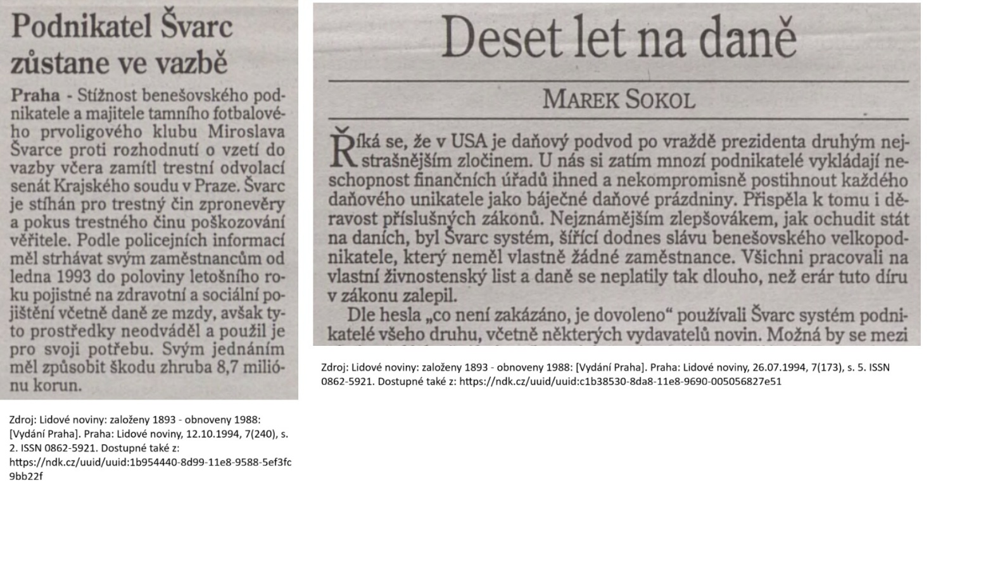 Podnikatel Švarc
zůstane ve vazbě
Praha - Stížnost benešovského pod-
nikatele a majitele tamního fotbalové-
ho prvoligového klubu Miroslava
Švarce proti rozhodnutí o vzetí do
vazby včera zamítl trestní odvolací
senát Krajského soudu v Praze. Švarc
je stíhán pro trestný čin zpronevěry
a pokus trestného činu poškozování
věřitele. Podle policejních informací
měl strhávat svým zaměstnancům od
ledna 1993 do poloviny letošního ro-
ku pojistné na zdravotní a sociální po-
jištění včetně daně ze mzdy, avšak ty-
to prostředky neodváděl a použil je
pro svoji potřebu. Svým jednáním
měl způsobit škodu zhruba 8,7 milió-
nu korun.
Zdroj: Lidové noviny: založeny 1893 - obnoveny 1988:
[Vydání Praha]. Praha: Lidové noviny, 12.10.1994, 7(240), s.
2. ISSN 0862-5921. Dostupné také z:
https://ndk.cz/uuid/uuid:1b954440-8d99-11e8-9588-5ef3fc
9bb22f
Deset let na daně
MAREK SOKOL
Říká se, že v USA je daňový podvod po vraždě prezidenta druhým nej-
strašnějším zločinem. U nás si zatím mnozí podnikatelé vykládají ne-
schopnost finančních úřadů ihned a nekompromisně postihnout každého
daňového unikatele jako báječné daňové prázdniny. Přispěla k tomu i dě-
ravost příslušných zákonů. Nejznámějším zlepšovákem, jak ochudit stát
na daních, byl Švarc systém, šířící dodnes slávu benešovského velkopod-
nikatele, který neměl vlastně žádné zaměstnance. Všichni pracovali na
vlastní živnostenský list a daně se neplatily tak dlouho, než erár tuto díru
v zákonu zalepil.
Dle hesla „co není zakázáno, je dovoleno“ používali Švarc systém podni-
katelé všeho druhu, včetně některých vydavatelů novin. Možná by se mezi
Zdroj: Lidové noviny: založeny 1893 - obnoveny 1988: [Vydání Praha]. Praha: Lidové noviny, 26.07.1994, 7(173), s. 5. ISSN
0862-5921. Dostupné také z: https://ndk.cz/uuid/uuid:c1b38530-8da8-11e8-9690-005056827e51